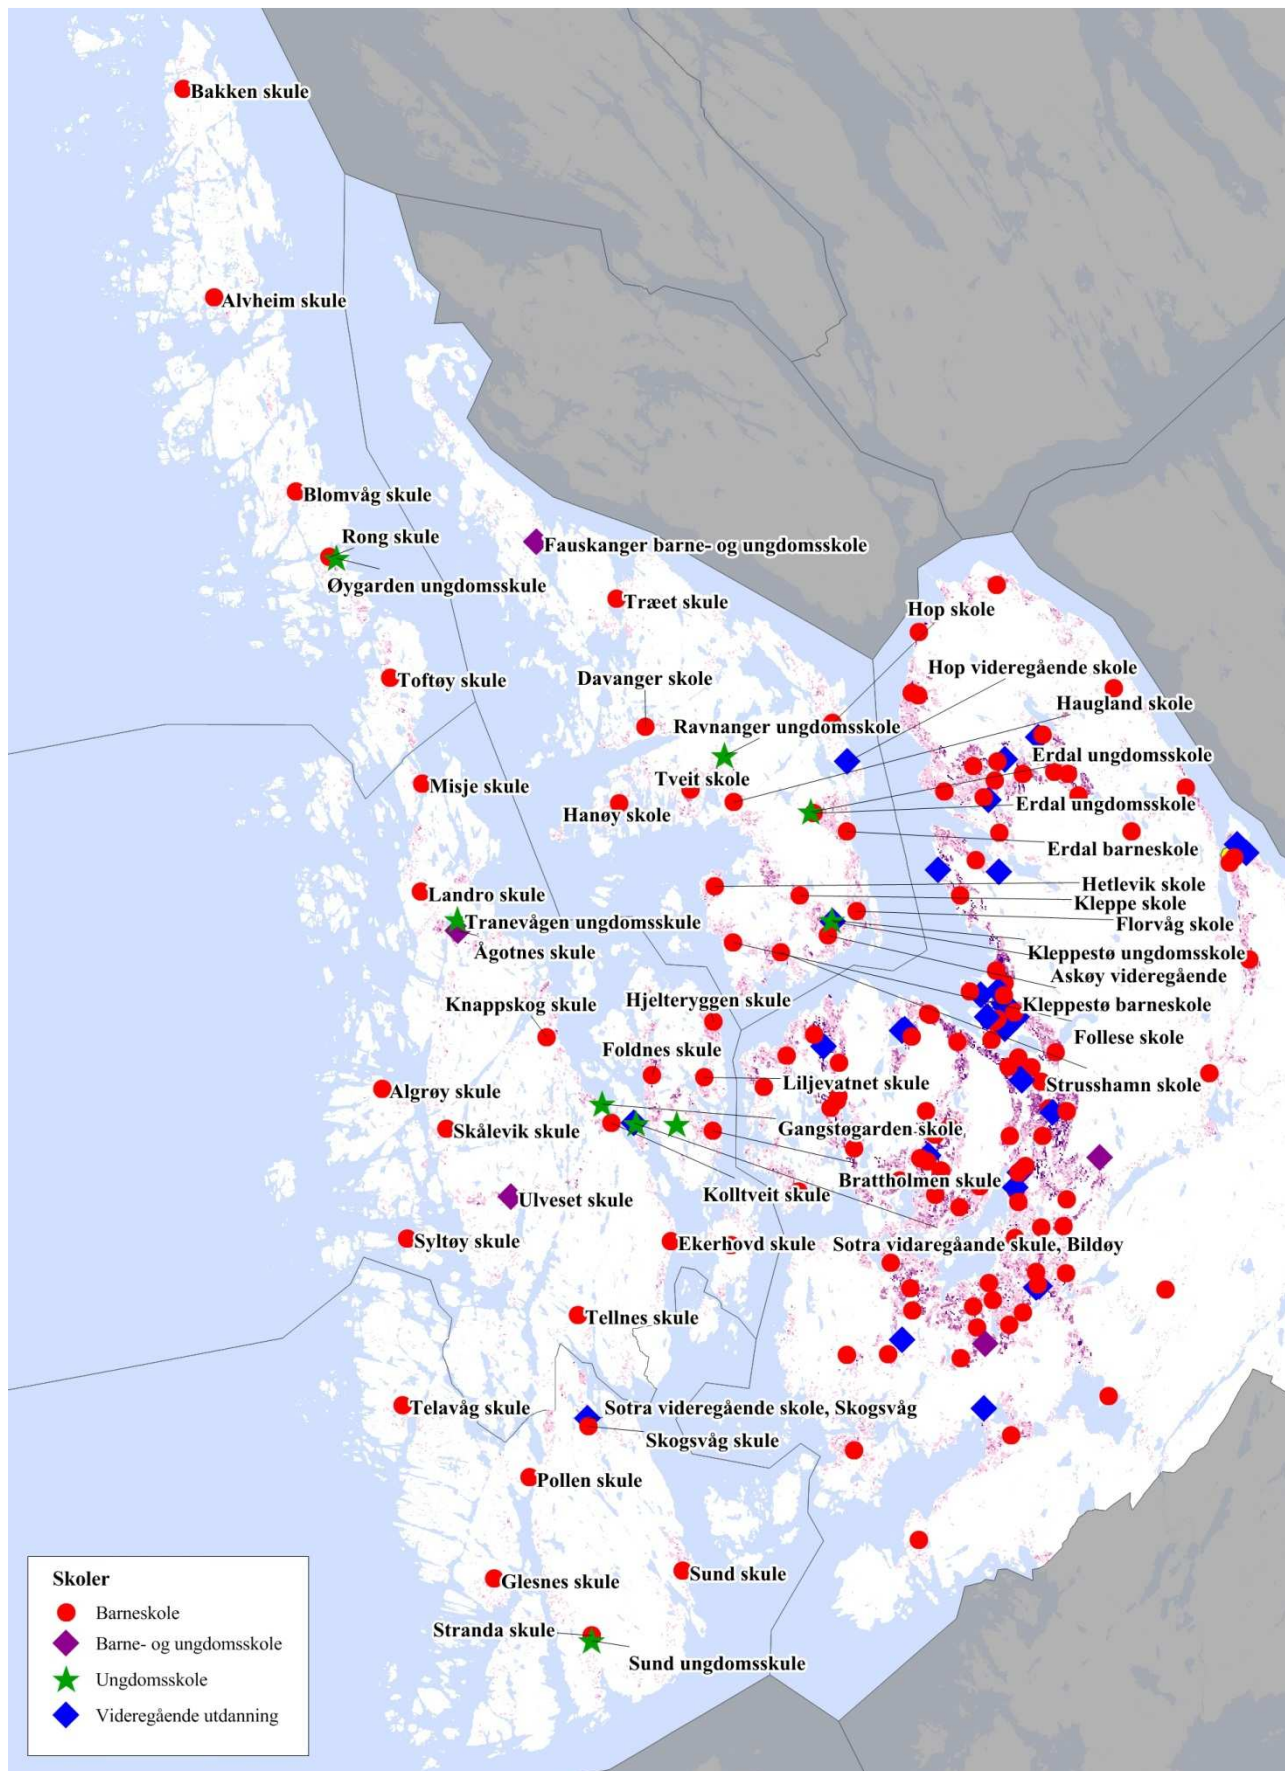 Bakken skule
Alvheim skule
Blomvåg skule
Rong skule
Fauskanger barne- og ungdomsskole
Øygarden ungdomsskule
Træet skule
Hop skole
Hop videregående skole
Toftøy skule
Davanger skole
Haugland skole
Ravnanger ungdomsskole
Erdal ungdomsskole
Tveit skole
Misje skule
Erdal ungdomsskole
Hanøy skole
Erdal barneskole
Hetlevik skole
Landro skule
Kleppe skole
Tranevågen ungdomsskule
Florvåg skole
Ågotnes skule
Kleppestø ungdomsskole
Askøy videregående
Hjelteryggen skule
Knappskog skule
Kleppestø barneskole
Follese skole
Foldnes skule
Liljevatnet skule
Strusshamn skole
Algrøy skule
Gangstøgarden skole
Skålevik skule
Brattholmen skule
Kolltveit skule
Ulveset skule
Syltøy skule
Ekerhovd skule
Sotra vidaregåande skule, Bildøy
Tellnes skule
Telavåg skule
Sotra videregående skole, Skogsvåg
Skogsvåg skule
Pollen skule
Sund skule
Glesnes skule
Stranda skule
Sund ungdomsskule
Skoler
Barneskole
Barne- og ungdomsskole
Ungdomsskole
Videregående utdanning